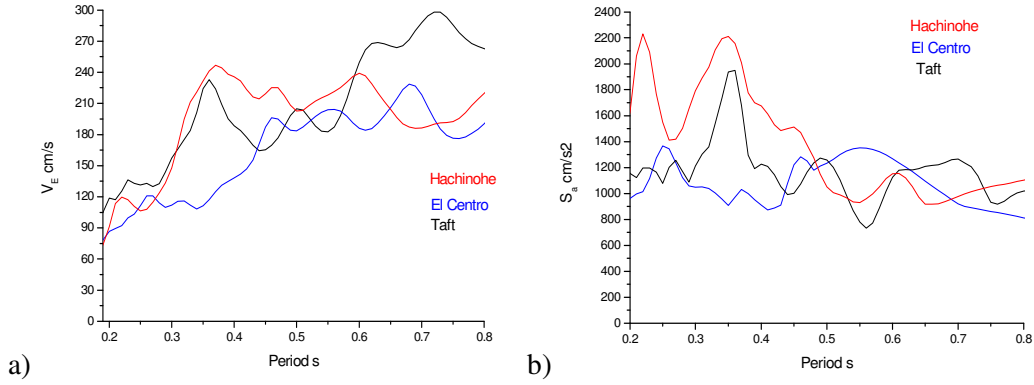 300
270
240
210
180
150
120
90
60
30
0
V_E cm/s
0.2 0.3 0.4 0.5 0.6 0.7 0.8
Period s
Hachinohe
El Centro
Taft
a)
2400
2200
2000
1800
1600
1400
1200
1000
800
600
400
200
0
S_a cm/s2
0.2 0.3 0.4 0.5 0.6 0.7 0.8
Period s
Hachinohe
El Centro
Taft
b)